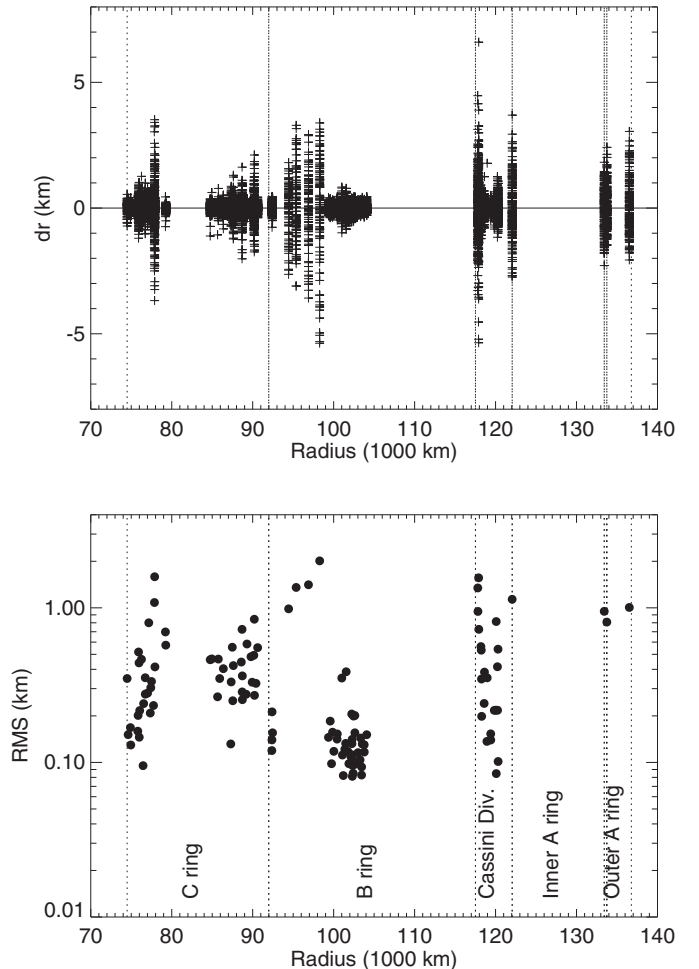 5
0
-5
dr (km)
70 80 90 100 110 120 130 140
Radius (1000 km)
1.00
0.10
0.01
RMS (km)
C ring
B ring
Cassini Div.
Inner A ring
Outer A ring
70 80 90 100 110 120 130 140
Radius (1000 km)